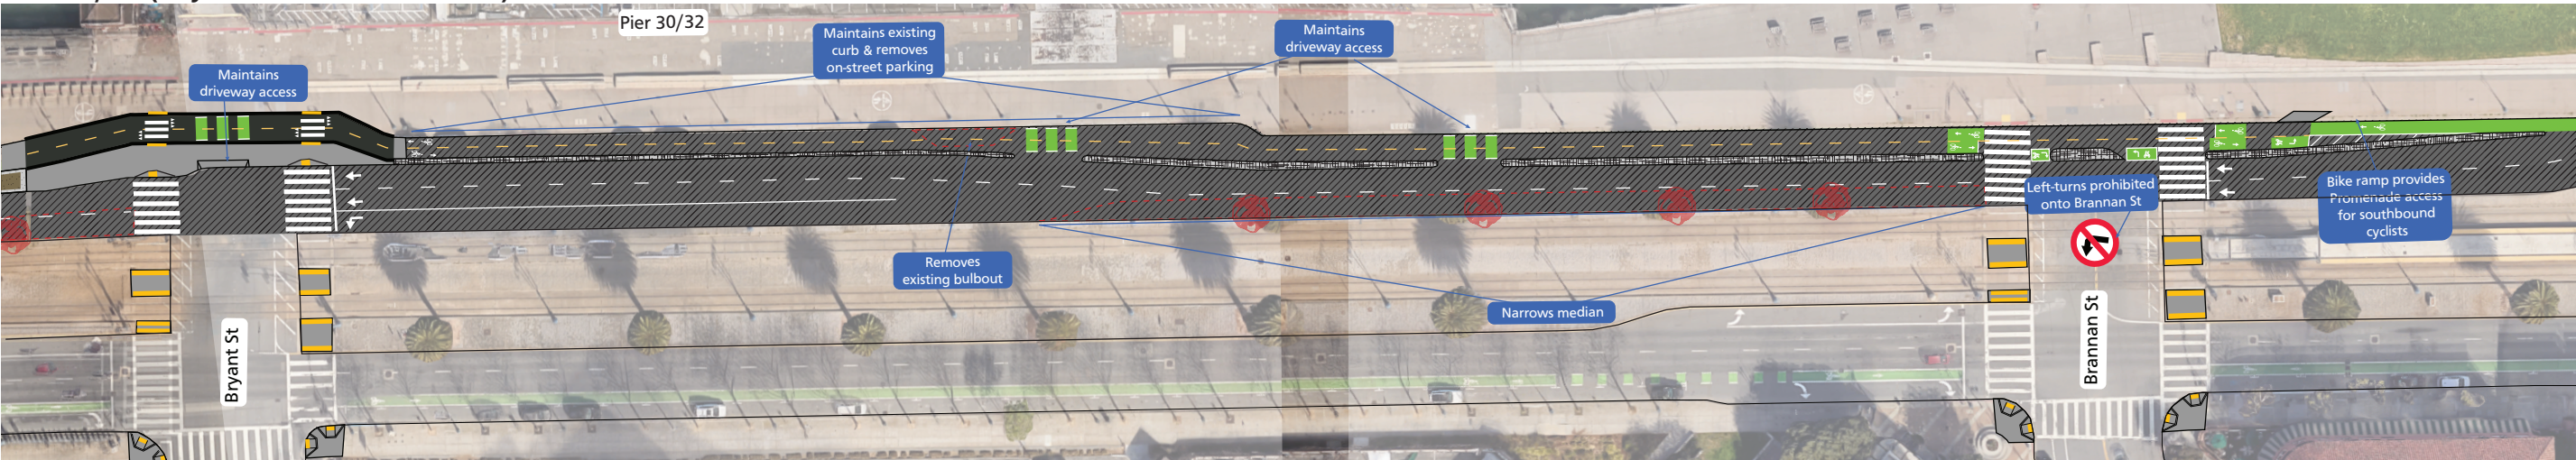 Pier 30/32
Maintains
driveway access
Maintains existing
curb & removes
on-street parking
Maintains
driveway access
Removes
existing bulbout
Narrows median
Left-turns prohibited
onto Brannan St
Bike ramp provides
Promenade access
for southbound
cyclists
Bryant St
Brannan St